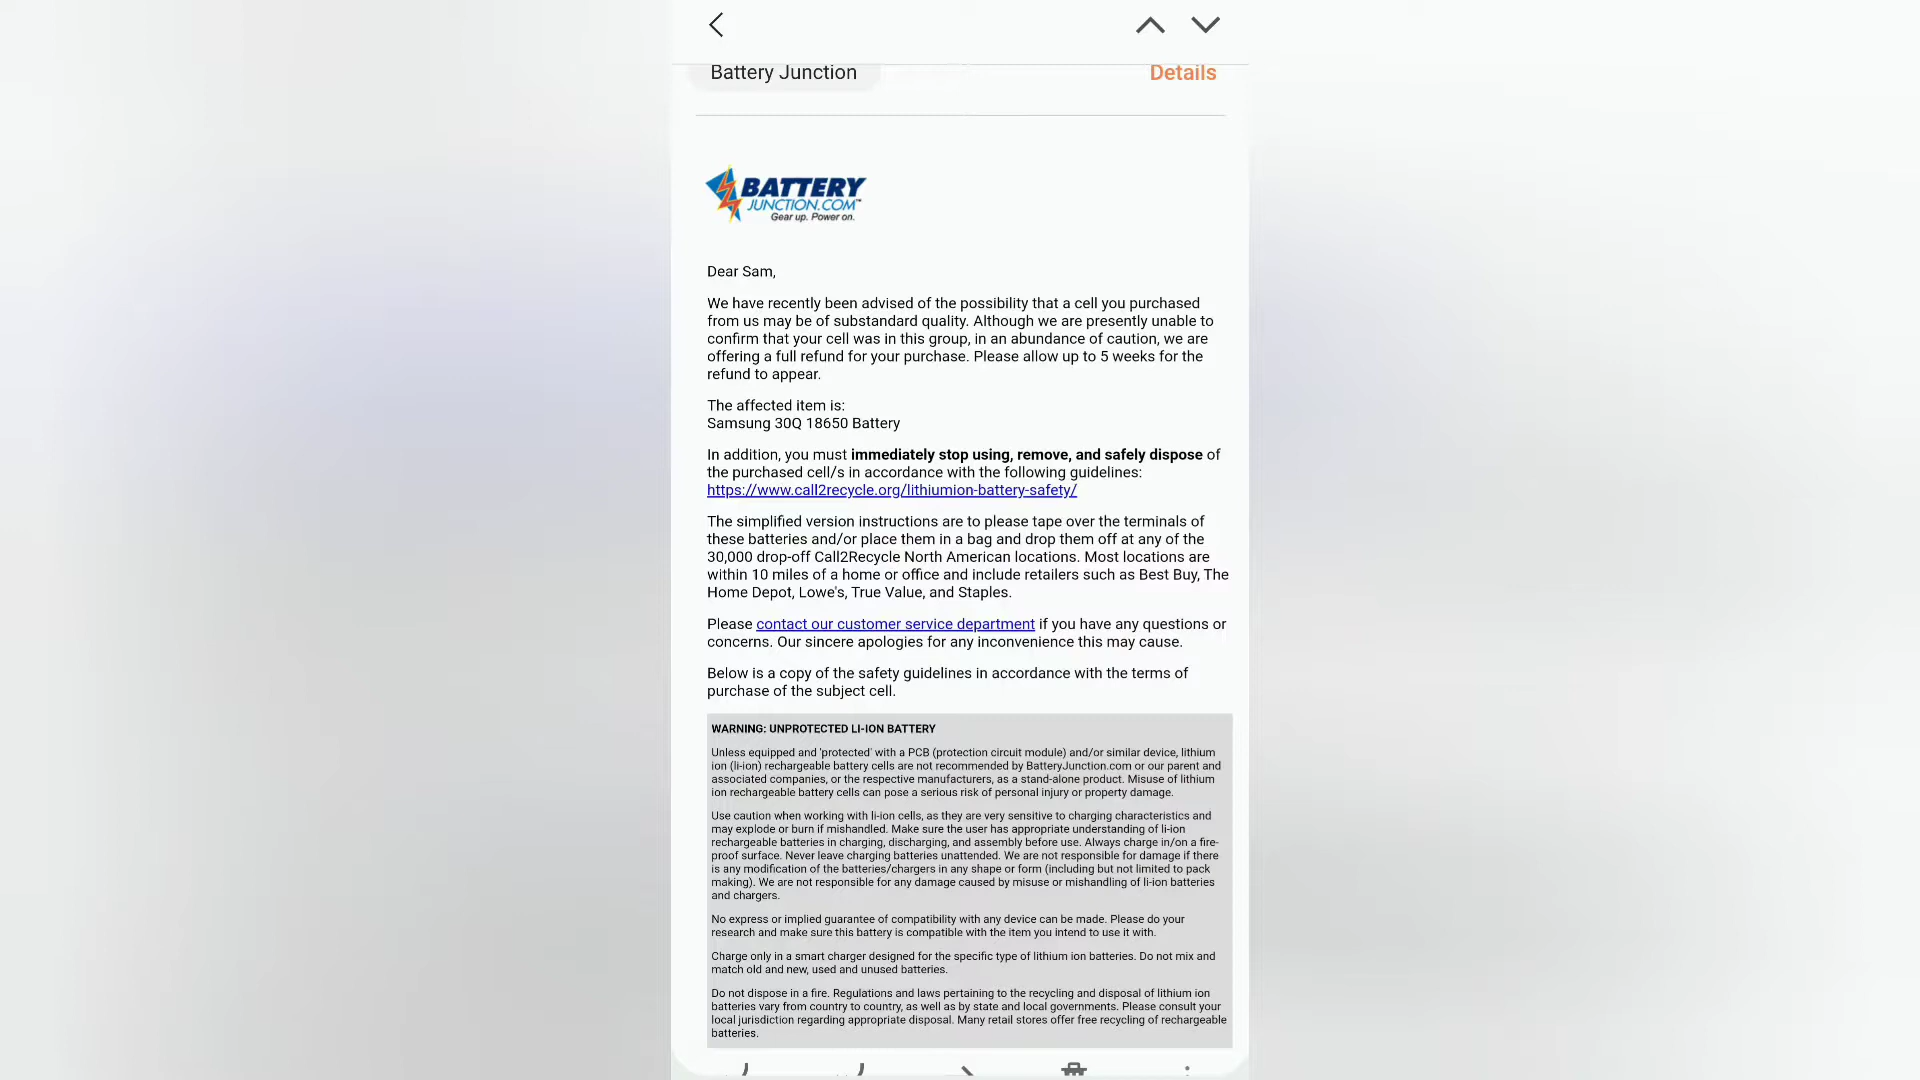 Battery Junction
Details
BATTERY
JUNCTION.COM™
Gear up. Power on.
Dear Sam,
We have recently been advised of the possibility that a cell you purchased
from us may be of substandard quality. Although we are presently unable to
confirm that your cell was in this group, in an abundance of caution, we are
offering a full refund for your purchase. Please allow up to 5 weeks for the
refund to appear.
The affected item is:
Samsung 30Q 18650 Battery
In addition, you must immediately stop using, remove, and safely dispose of
the purchased cell/s in accordance with the following guidelines:
https://www.call2recycle.org/lithiumion-battery-safety/
The simplified version instructions are to please tape over the terminals of
these batteries and/or place them in a bag and drop them off at any of the
30,000 drop-off Call2Recycle North American locations. Most locations are
within 10 miles of a home or office and include retailers such as Best Buy, The
Home Depot, Lowe's, True Value, and Staples.
Please contact our customer service department if you have any questions or
concerns. Our sincere apologies for any inconvenience this may cause.
Below is a copy of the safety guidelines in accordance with the terms of
purchase of the subject cell.
WARNING: UNPROTECTED LI-ION BATTERY
Unless equipped and 'protected' with a PCB (protection circuit module) and/or similar device, lithium
ion (li-ion) rechargeable battery cells are not recommended by BatteryJunction.com or our parent and
associated companies, or the respective manufacturers, as a stand-alone product. Misuse of lithium
ion rechargeable battery cells can pose a serious risk of personal injury or property damage.
Use caution when working with li-ion cells, as they are very sensitive to charging characteristics and
may explode or burn if mishandled. Make sure the user has appropriate understanding of li-ion
rechargeable batteries in charging, discharging, and assembly before use. Always charge in/on a fire-
proof surface. Never leave charging batteries unattended. We are not responsible for damage if there
is any modification of the batteries/chargers in any shape or form (including but not limited to pack
making). We are not responsible for any damage caused by misuse or mishandling of li-ion batteries
and chargers.
No express or implied guarantee of compatibility with any device can be made. Please do your
research and make sure this battery is compatible with the item you intend to use it with.
Charge only in a smart charger designed for the specific type of lithium ion batteries. Do not mix and
match old and new, used and unused batteries.
Do not dispose in a fire. Regulations and laws pertaining to the recycling and disposal of lithium ion
batteries vary from country to country, as well as by state and local governments. Please consult your
local jurisdiction regarding appropriate disposal. Many retail stores offer free recycling of rechargeable
batteries.